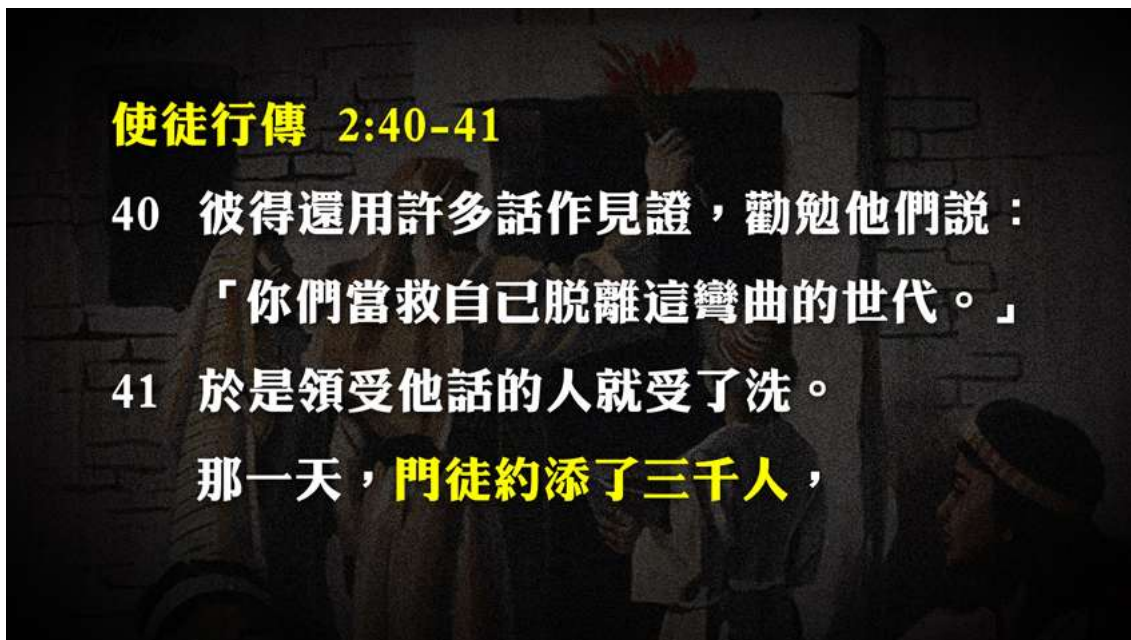 使徒行傳 2:40-41
40 彼得還用許多話作見證，勸勉他們說：
「你們當救自己脫離這彎曲的世代。」
41 於是領受他話的人就受了洗。
那一天，門徒約添了三千人，